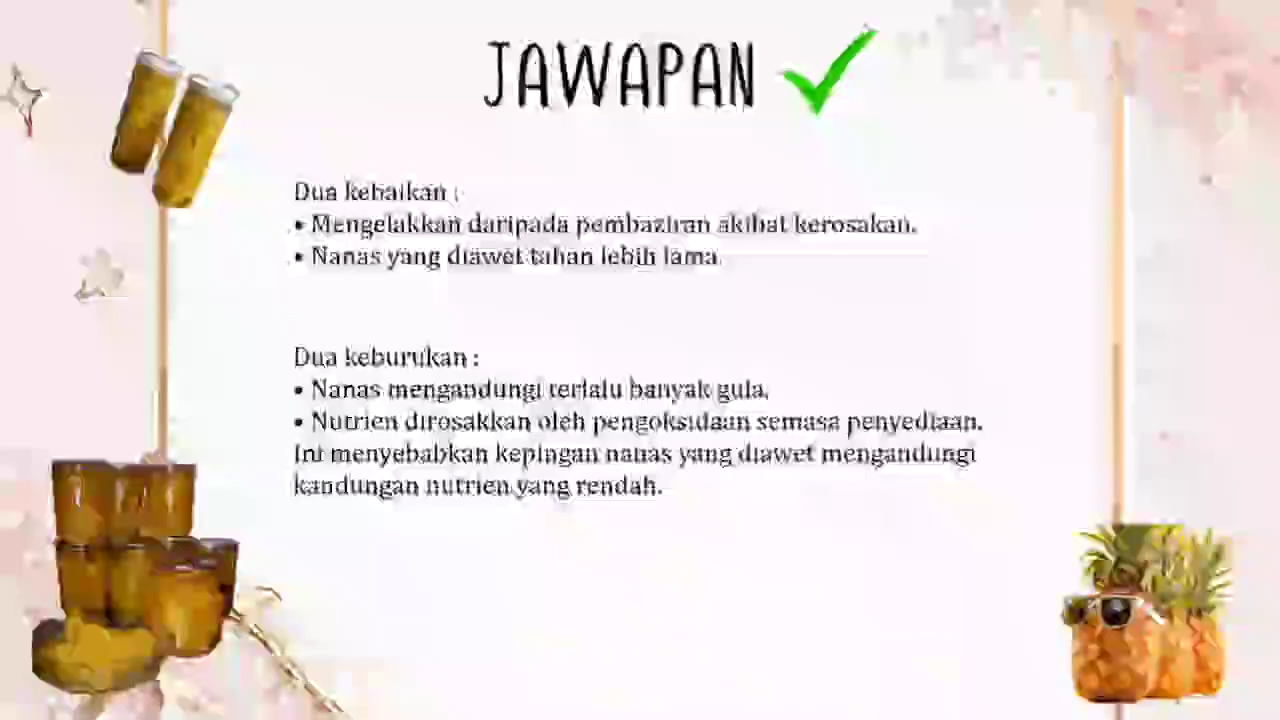 JAWAPAN
Dua kebaikan :
• Mengelakkan daripada pembaziran akibat kerosakan.
• Nanas yang diawet tahan lebih lama.
Dua keburukan :
• Nanas mengandungi terlalu banyak gula.
• Nutrien dirosakkan oleh pengoksidaan semasa penyediaan.
Ini menyebabkan kepingan nanas yang diawet mengandungi
kandungan nutrien yang rendah.